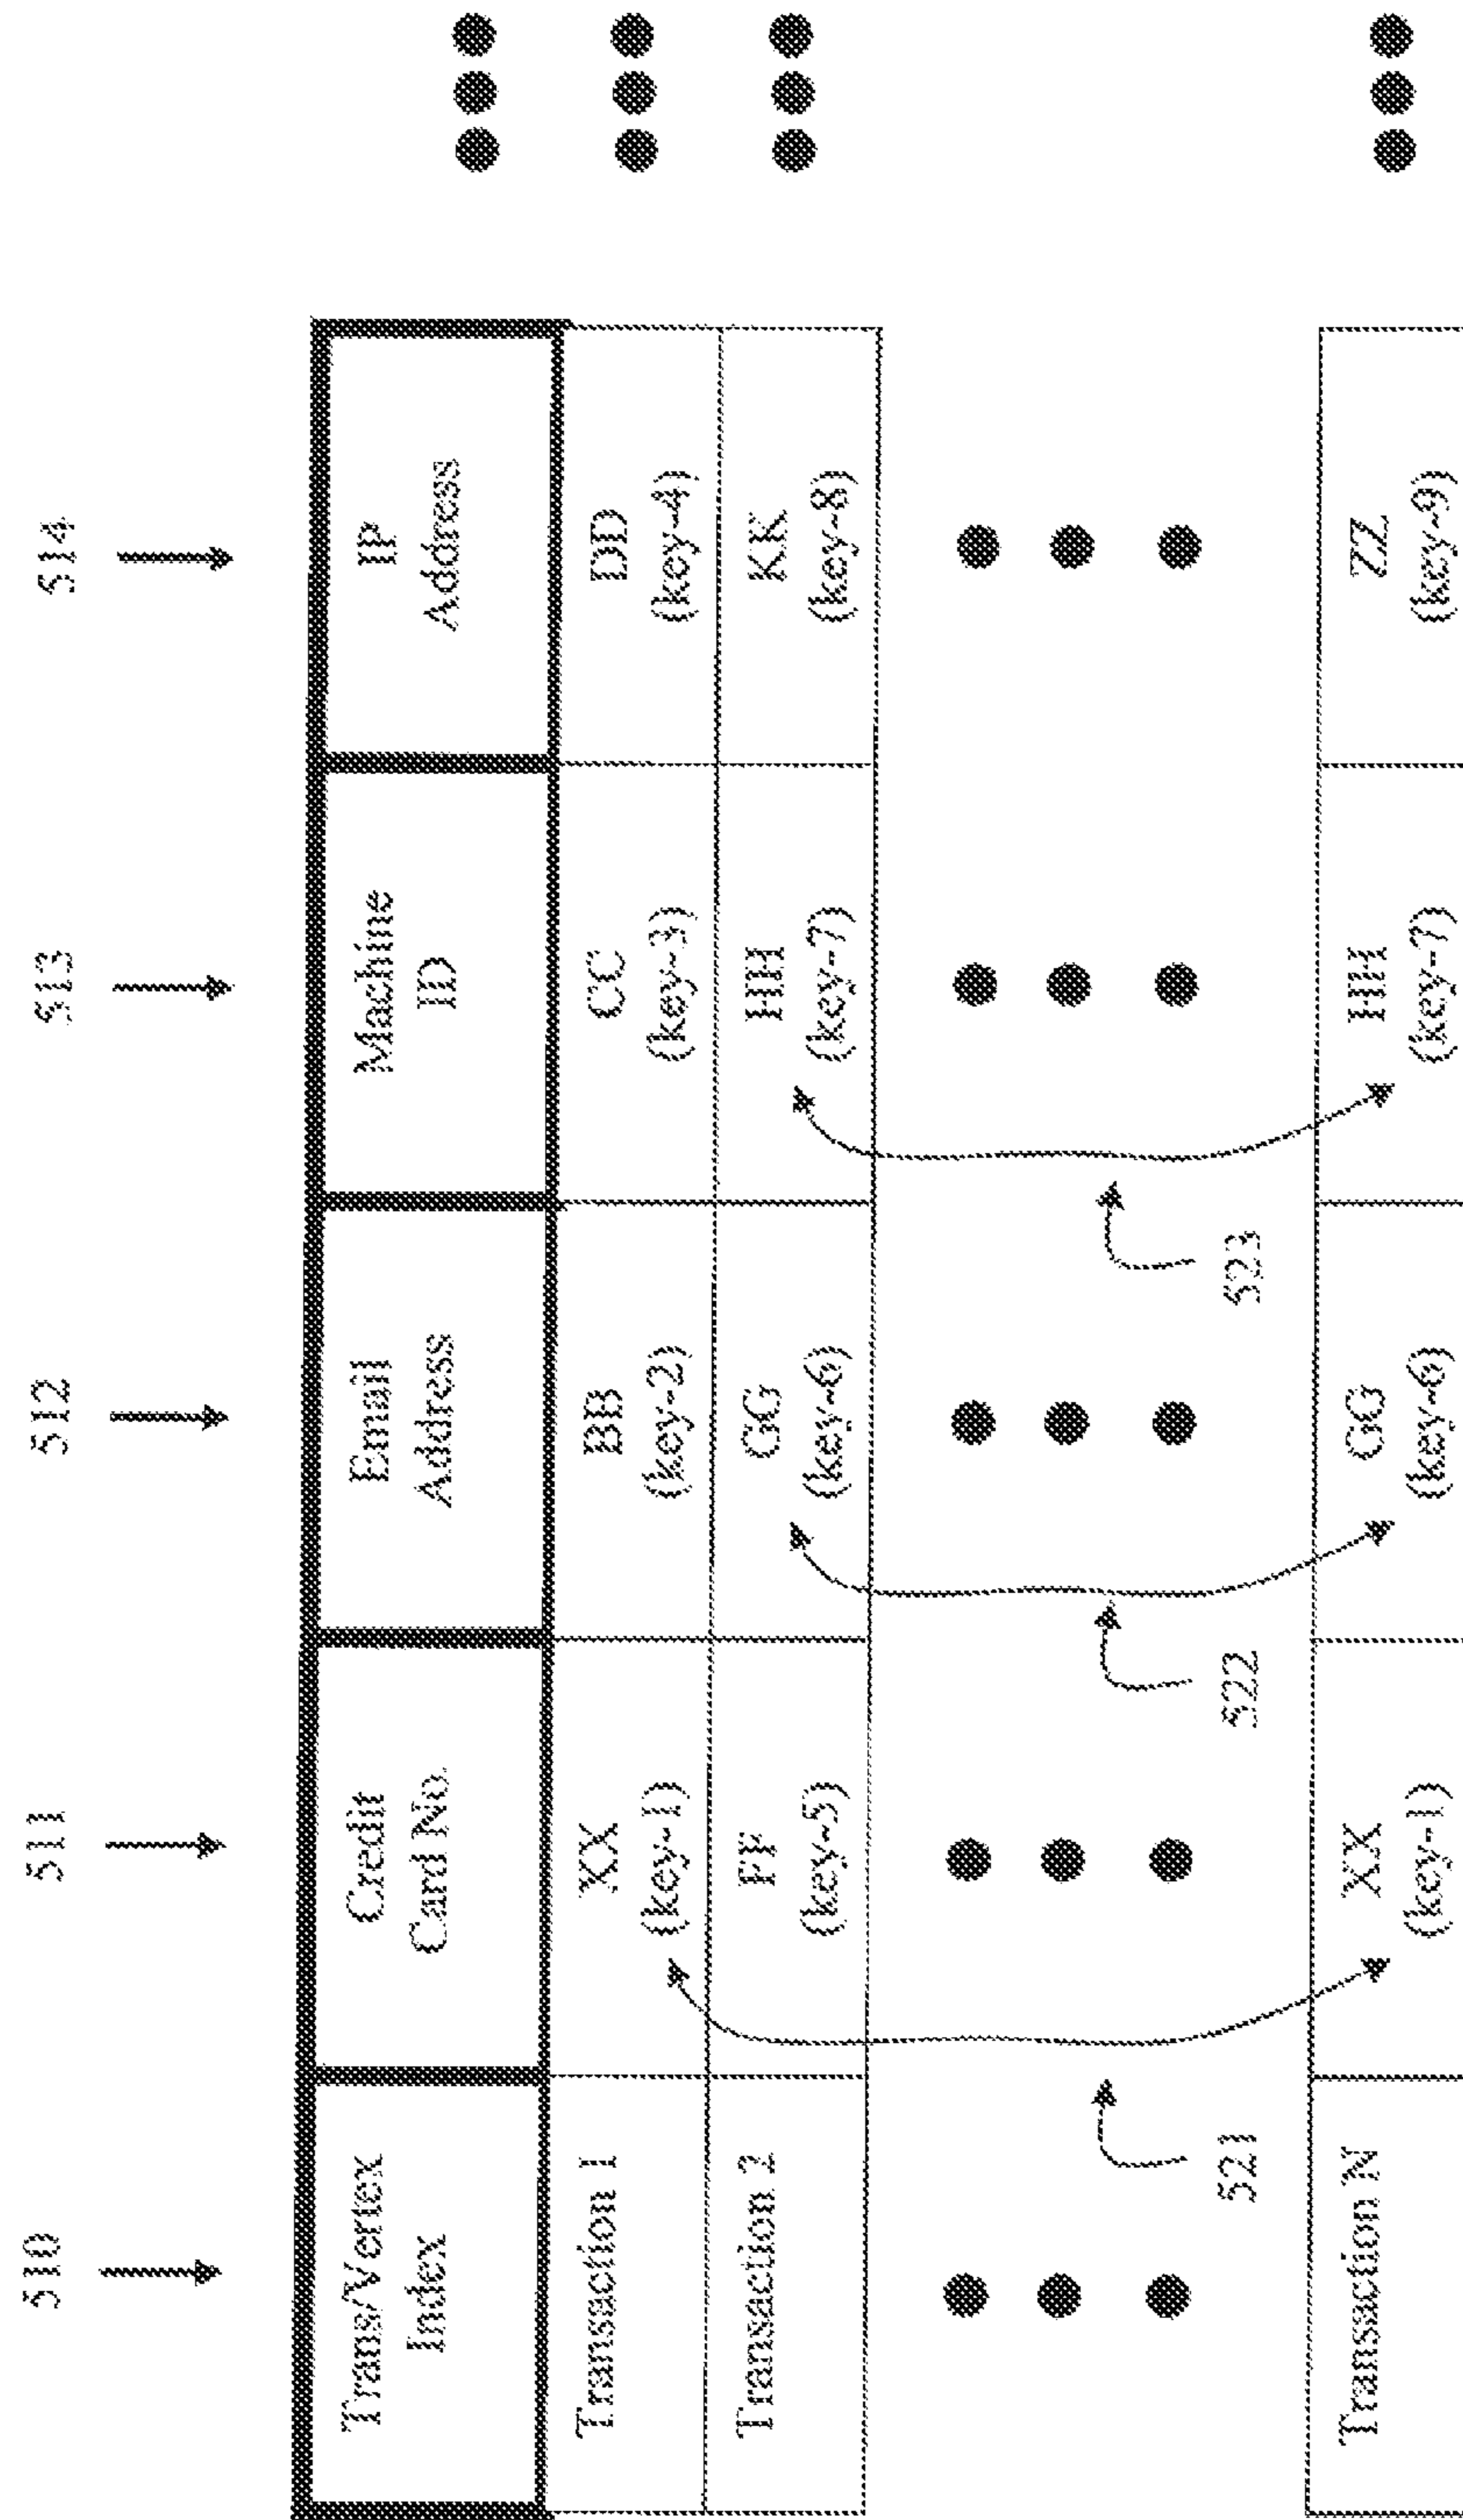 510
511
512
513
514
Trans/Vertex
Index
Credit
Card No.
Email
Address
Machine
ID
IP
Address
Transaction 1
XX
(key-1)
BB
(key-2)
CC
(key-3)
DD
(key-4)
Transaction 2
FF
(key-5)
GG
(key-6)
HH
(key-7)
KK
(key-8)
521
522
523
Transaction N
XX
(key-1)
GG
(key-6)
HH
(key-7)
ZZ
(key-9)